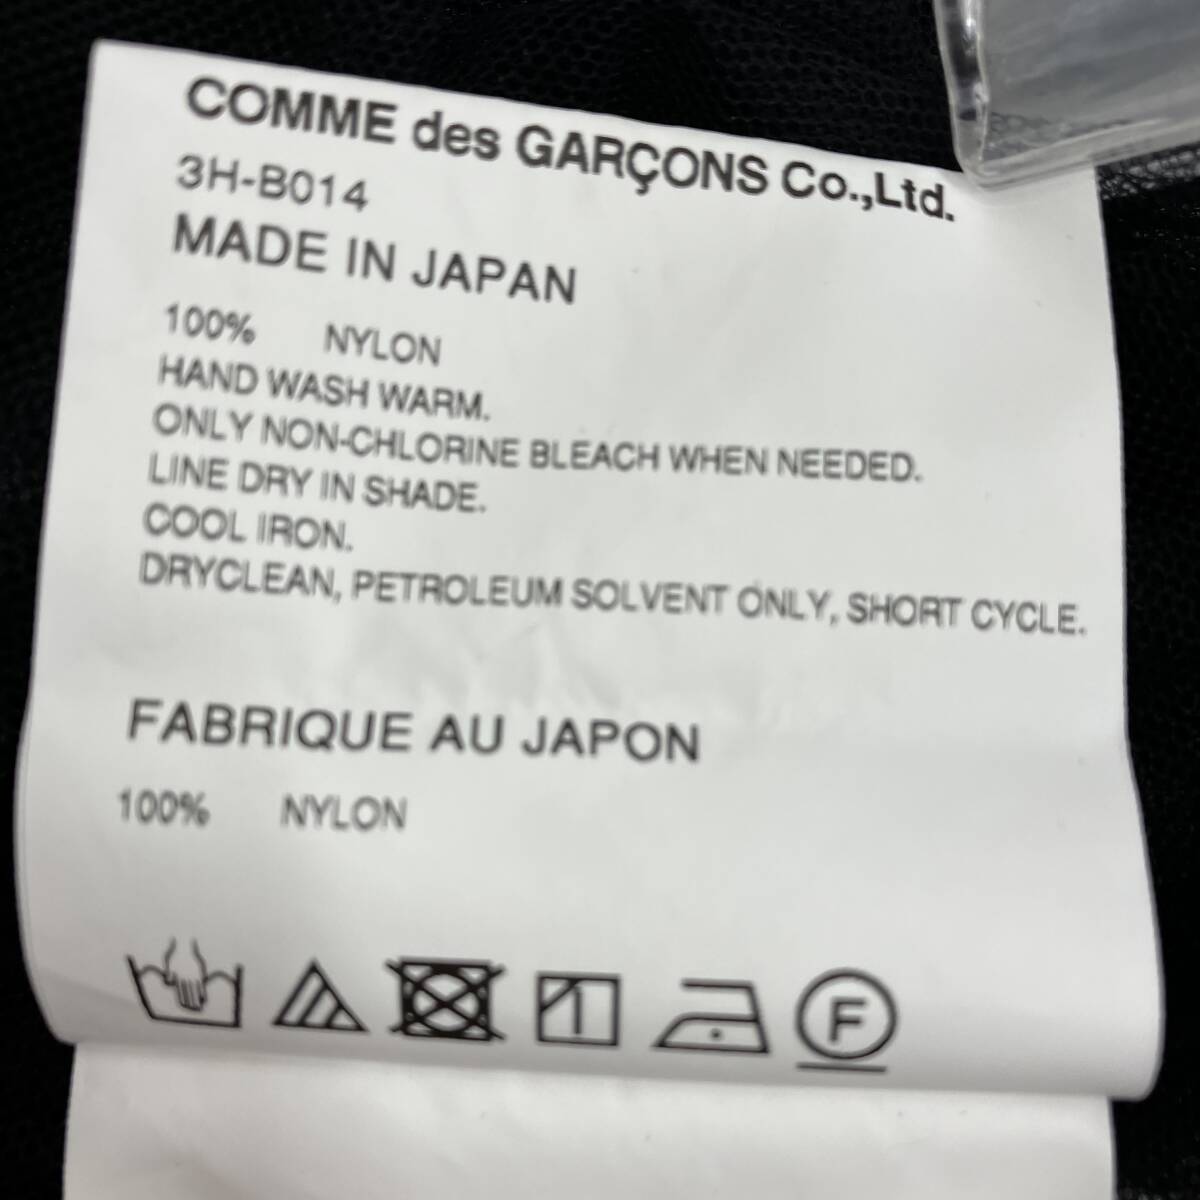 COMME des GARÇONS Co.,Ltd.
3H-B014
MADE IN JAPAN
100% NYLON
HAND WASH WARM.
ONLY NON-CHLORINE BLEACH WHEN NEEDED.
LINE DRY IN SHADE.
COOL IRON.
DRYCLEAN, PETROLEUM SOLVENT ONLY, SHORT CYCLE.
FABRIQUE AU JAPON
100% NYLON
F